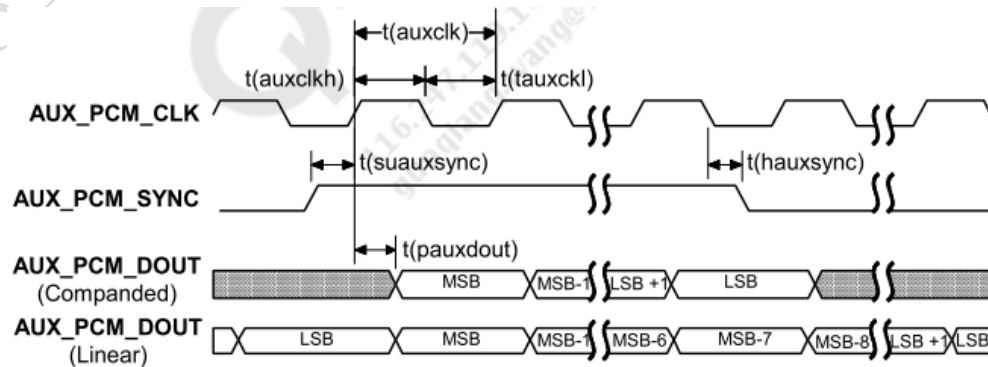 t(auxclk)
t(auxclkh) t(tauxckl)
AUX_PCM_CLK
t(suauxsync) t(hauxsync)
AUX_PCM_SYNC
t(pauxdout)
AUX_PCM_DOUT
(Companded)
MSB MSB-1 LSB +1 LSB
AUX_PCM_DOUT
(Linear)
LSB MSB MSB-1 MSB-6 MSB-7 MSB-8 LSB +1 LSB